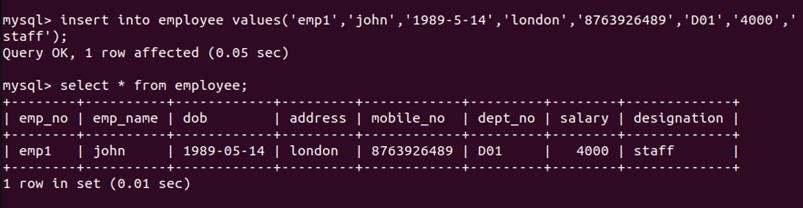 mysql> insert into employee values('emp1','john','1989-5-14','london','8763926489','D01','4000','
staff');
Query OK, 1 row affected (0.05 sec)
mysql> select * from employee;
+--------+----------+------------+---------+------------+---------+--------+-------------+
| emp_no | emp_name | dob        | address | mobile_no  | dept_no | salary | designation |
+--------+----------+------------+---------+------------+---------+--------+-------------+
| emp1   | john     | 1989-05-14 | london  | 8763926489 | D01     |   4000 | staff       |
+--------+----------+------------+---------+------------+---------+--------+-------------+
1 row in set (0.01 sec)